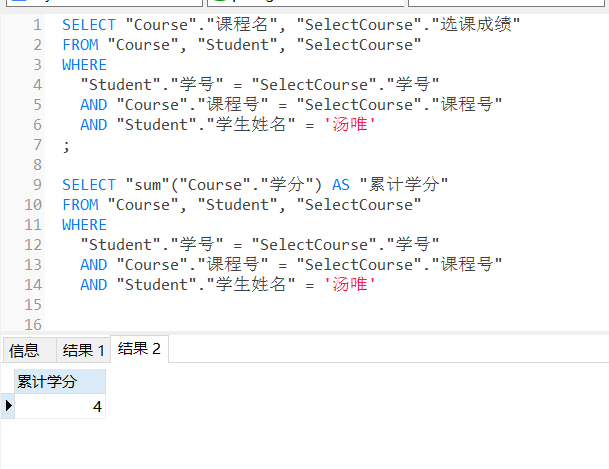 1 SELECT "Course"."课程名", "SelectCourse"."选课成绩"
2 FROM "Course", "Student", "SelectCourse"
3 WHERE
4 "Student"."学号" = "SelectCourse"."学号"
5 AND "Course"."课程号" = "SelectCourse"."课程号"
6 AND "Student"."学生姓名" = '汤唯'
7 ;
8
9 SELECT "sum"("Course"."学分") AS "累计学分"
10 FROM "Course", "Student", "SelectCourse"
11 WHERE
12 "Student"."学号" = "SelectCourse"."学号"
13 AND "Course"."课程号" = "SelectCourse"."课程号"
14 AND "Student"."学生姓名" = '汤唯'
15
16
信息 结果 1 结果 2
累计学分
4